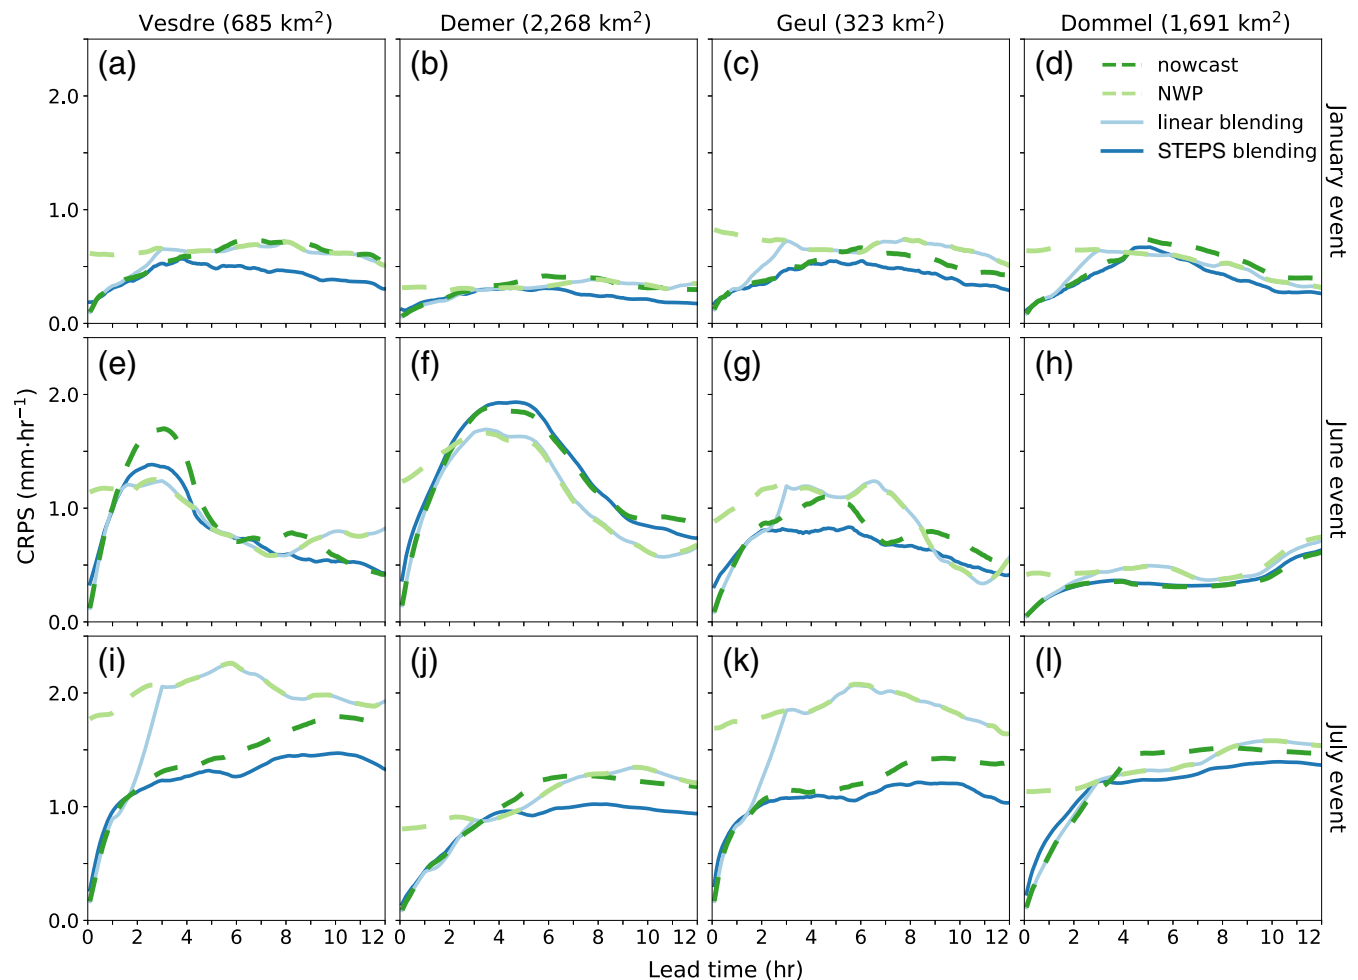 Vesdre (685 km²) Demer (2,268 km²) Geul (323 km²) Dommel (1,691 km²)
(a) (b) (c) (d)
nowcast
NWP
linear blending
STEPS blending
2.0
1.0
0.0
January event
(e) (f) (g) (h)
2.0
1.0
0.0
June event
CRPS (mm·hr⁻¹)
(i) (j) (k) (l)
2.0
1.0
0.0
July event
0 2 4 6 8 10 12 0 2 4 6 8 10 12 0 2 4 6 8 10 12 0 2 4 6 8 10 12
Lead time (hr)